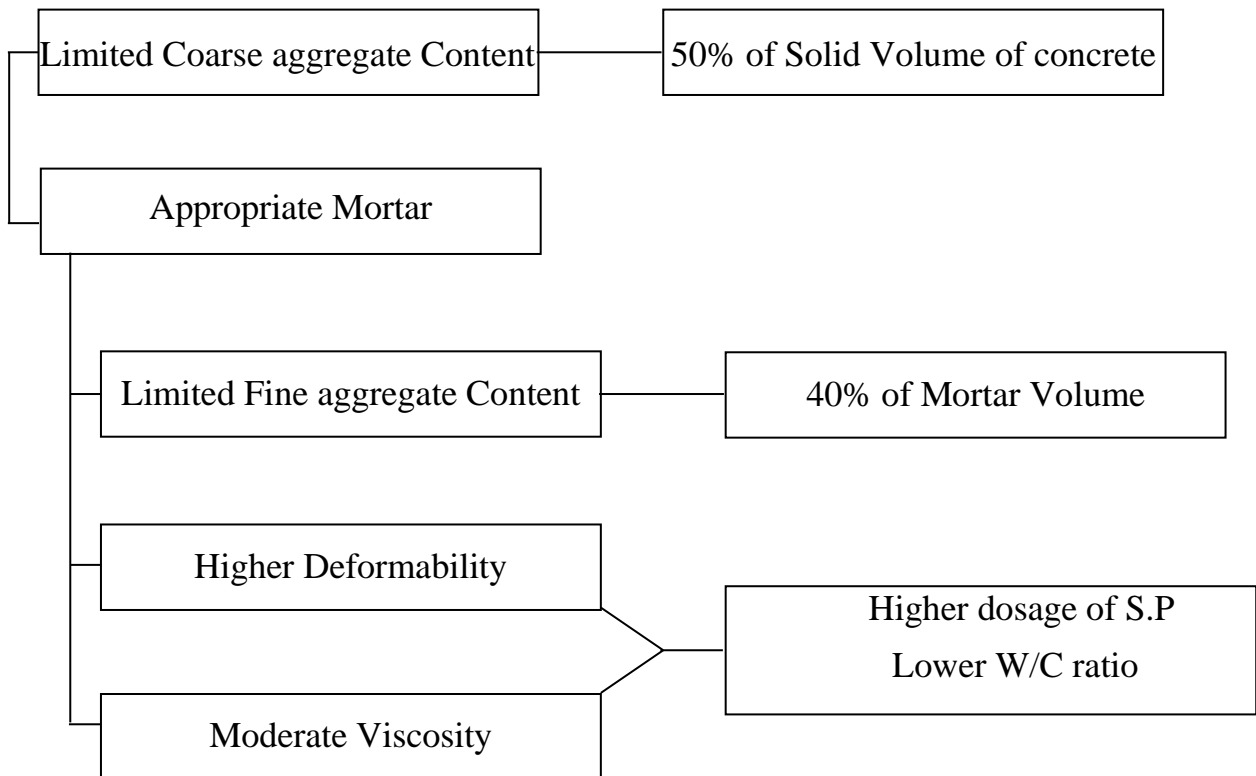 Limited Coarse aggregate Content
50% of Solid Volume of concrete
Appropriate Mortar
Limited Fine aggregate Content
40% of Mortar Volume
Higher Deformability
Higher dosage of S.P
Lower W/C ratio
Moderate Viscosity